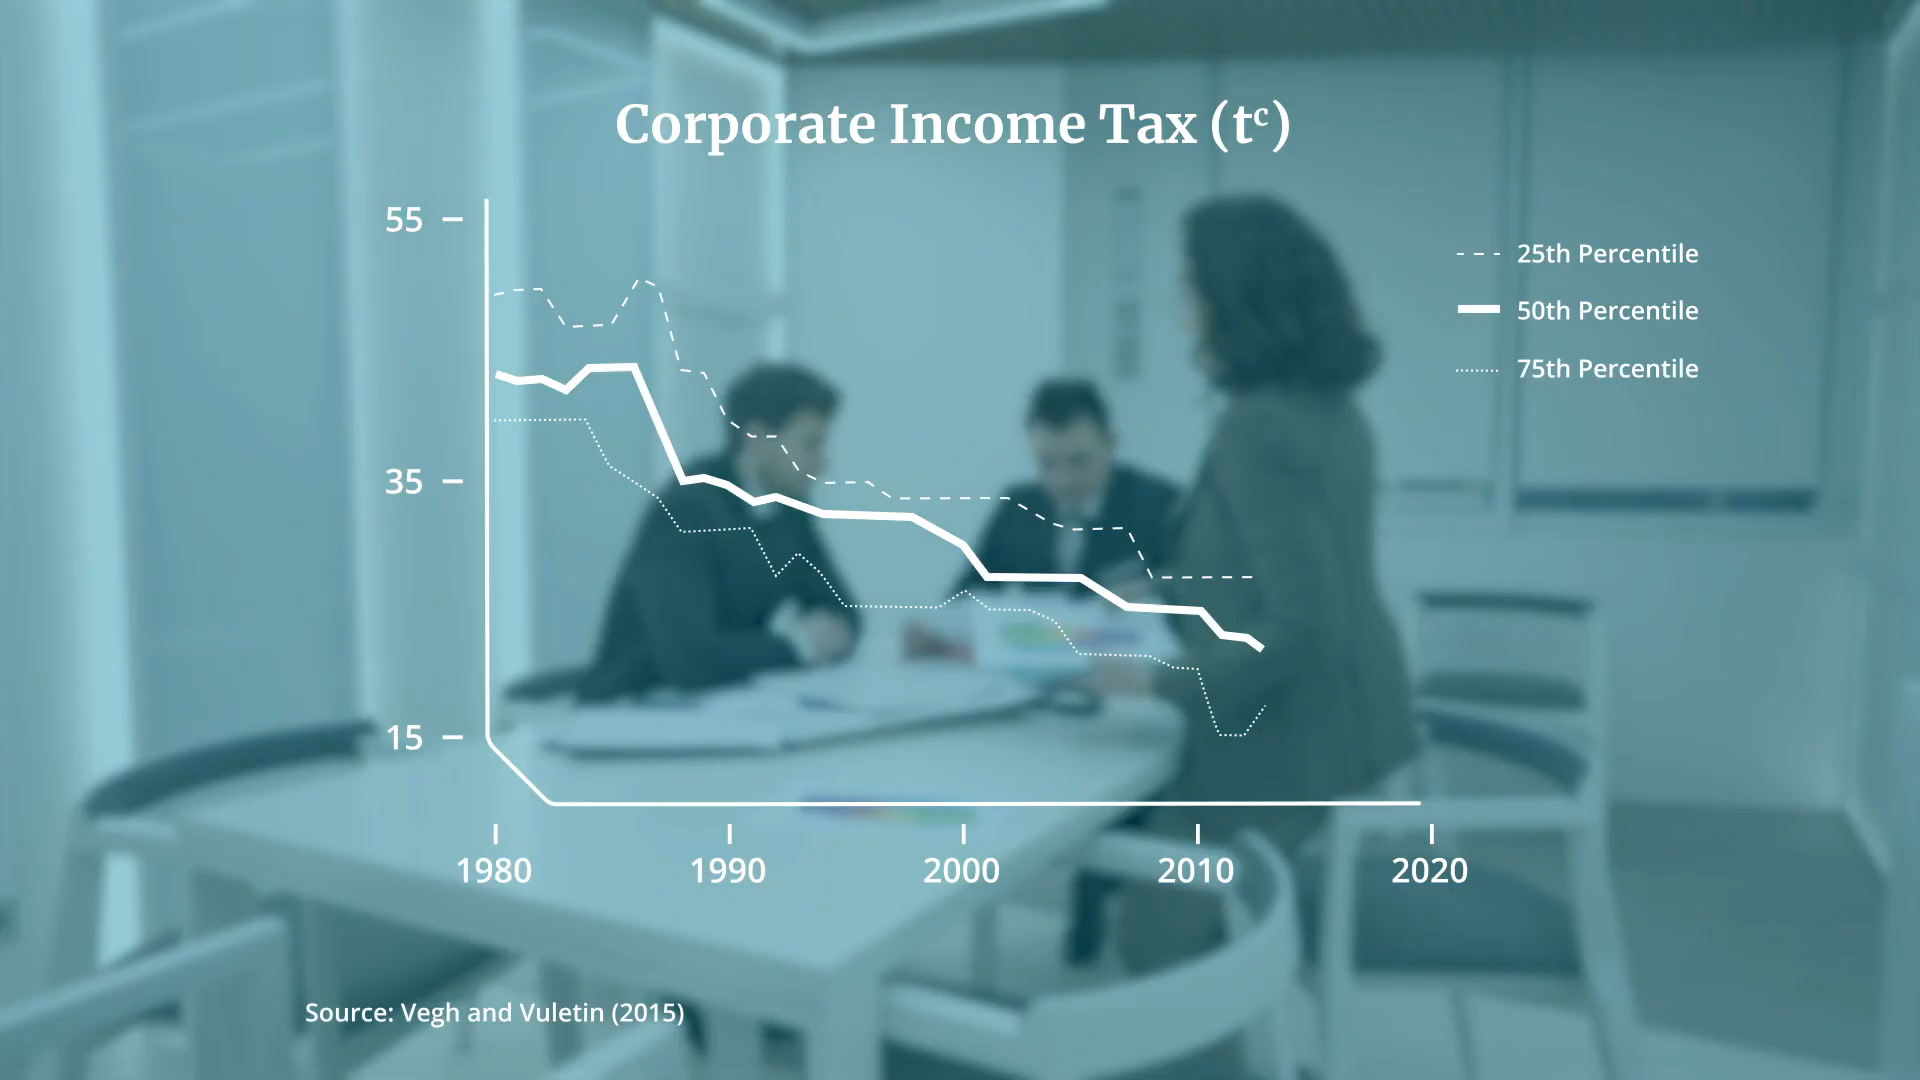 Corporate Income Tax (tᶜ)
55
35
15
25th Percentile
50th Percentile
75th Percentile
1980 1990 2000 2010 2020
Source: Vegh and Vuletin (2015)